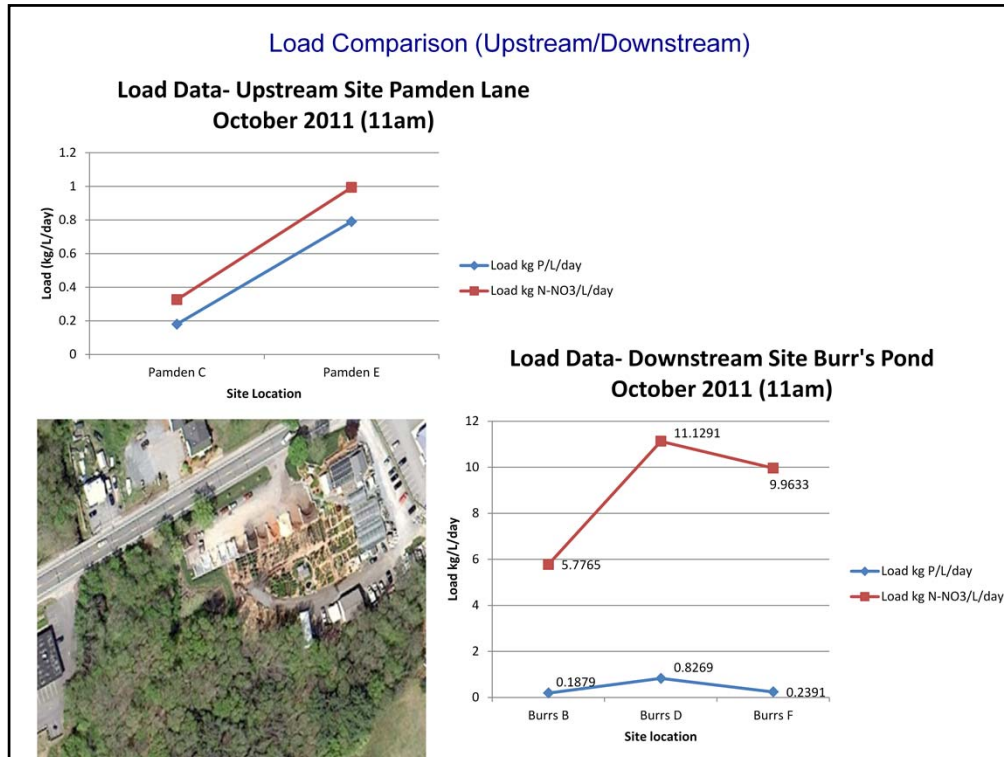 Load Comparison (Upstream/Downstream)
Load Data- Upstream Site Pamden Lane
October 2011 (11am)
1.2
1
0.8
0.6
0.4
0.2
0
Load (kg/L/day)
Pamden C
Pamden E
Site Location
Load kg P/L/day
Load kg N-NO3/L/day
Load Data- Downstream Site Burr's Pond
October 2011 (11am)
12
10
8
6
4
2
0
Load kg/L/day
11.1291
9.9633
5.7765
0.1879
0.8269
0.2391
Burrs B
Burrs D
Burrs F
Site location
Load kg P/L/day
Load kg N-NO3/L/day